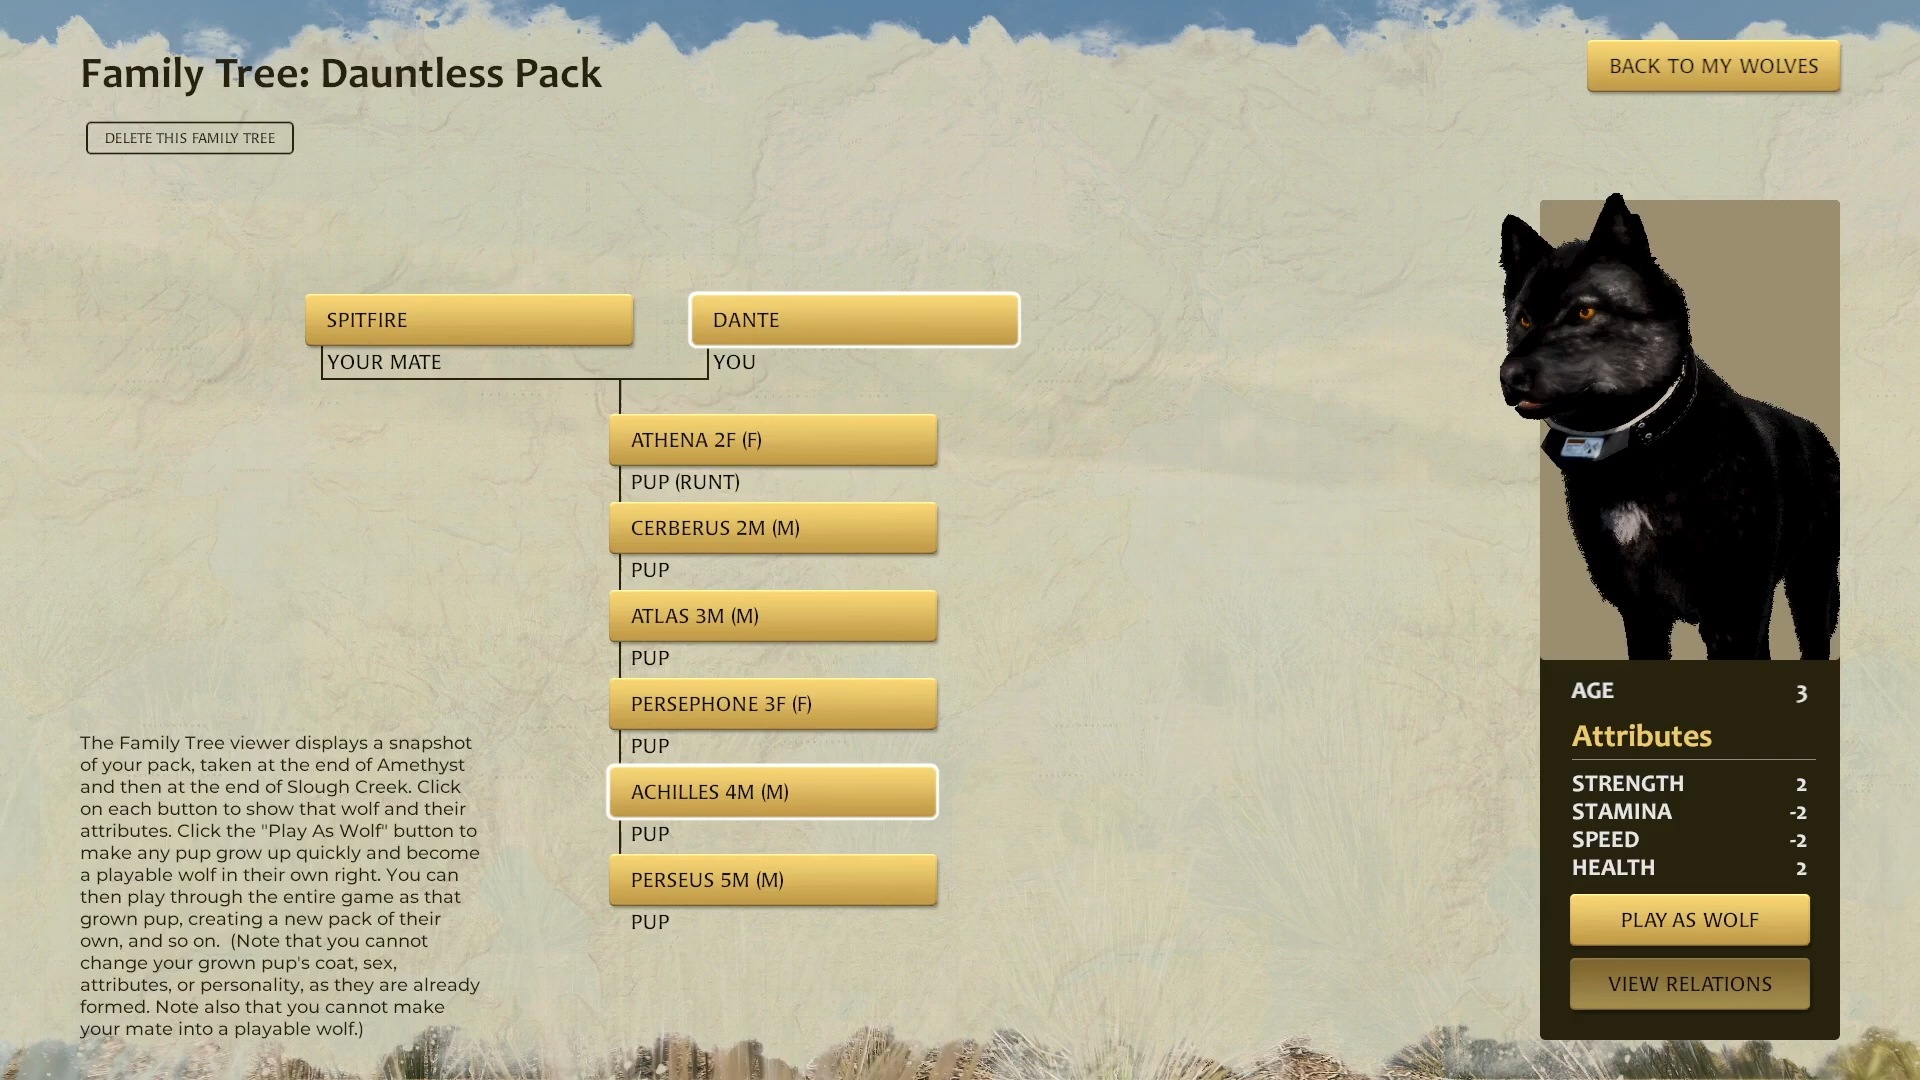 Family Tree: Dauntless Pack
BACK TO MY WOLVES
DELETE THIS FAMILY TREE
SPITFIRE
YOUR MATE
DANTE
YOU
ATHENA 2F (F)
PUP (RUNT)
CERBERUS 2M (M)
PUP
ATLAS 3M (M)
PUP
PERSEPHONE 3F (F)
PUP
ACHILLES 4M (M)
PUP
PERSEUS 5M (M)
PUP
The Family Tree viewer displays a snapshot
of your pack, taken at the end of Amethyst
and then at the end of Slough Creek. Click
on each button to show that wolf and their
attributes. Click the "Play As Wolf" button to
make any pup grow up quickly and become
a playable wolf in their own right. You can
then play through the entire game as that
grown pup, creating a new pack of their
own, and so on.  (Note that you cannot
change your grown pup's coat, sex,
attributes, or personality, as they are already
formed. Note also that you cannot make
your mate into a playable wolf.)
AGE 3
Attributes
STRENGTH 2
STAMINA -2
SPEED -2
HEALTH 2
PLAY AS WOLF
VIEW RELATIONS